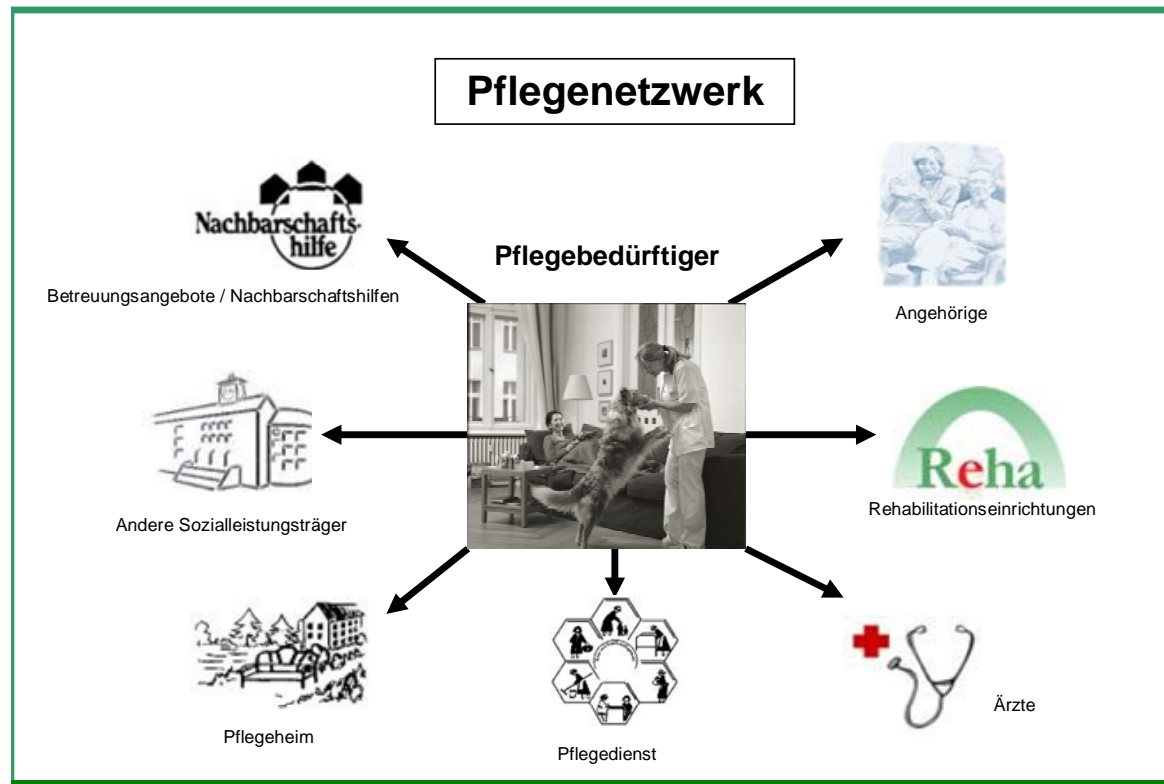 Pflegenetzwerk
Nachbarschafts-
hilfe
Pflegebedürftiger
Betreuungsangebote / Nachbarschaftshilfen
Angehörige
Reha
Andere Sozialleistungsträger
Rehabilitationseinrichtungen
Ärzte
Pflegeheim
Pflegedienst